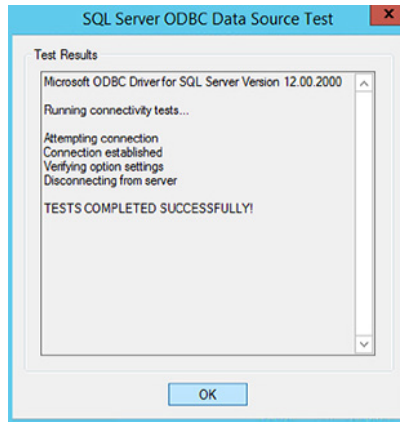 SQL Server ODBC Data Source Test
x
Test Results
Microsoft ODBC Driver for SQL Server Version 12.00.2000
Running connectivity tests...
Attempting connection
Connection established
Verifying option settings
Disconnecting from server
TESTS COMPLETED SUCCESSFULLY!
OK